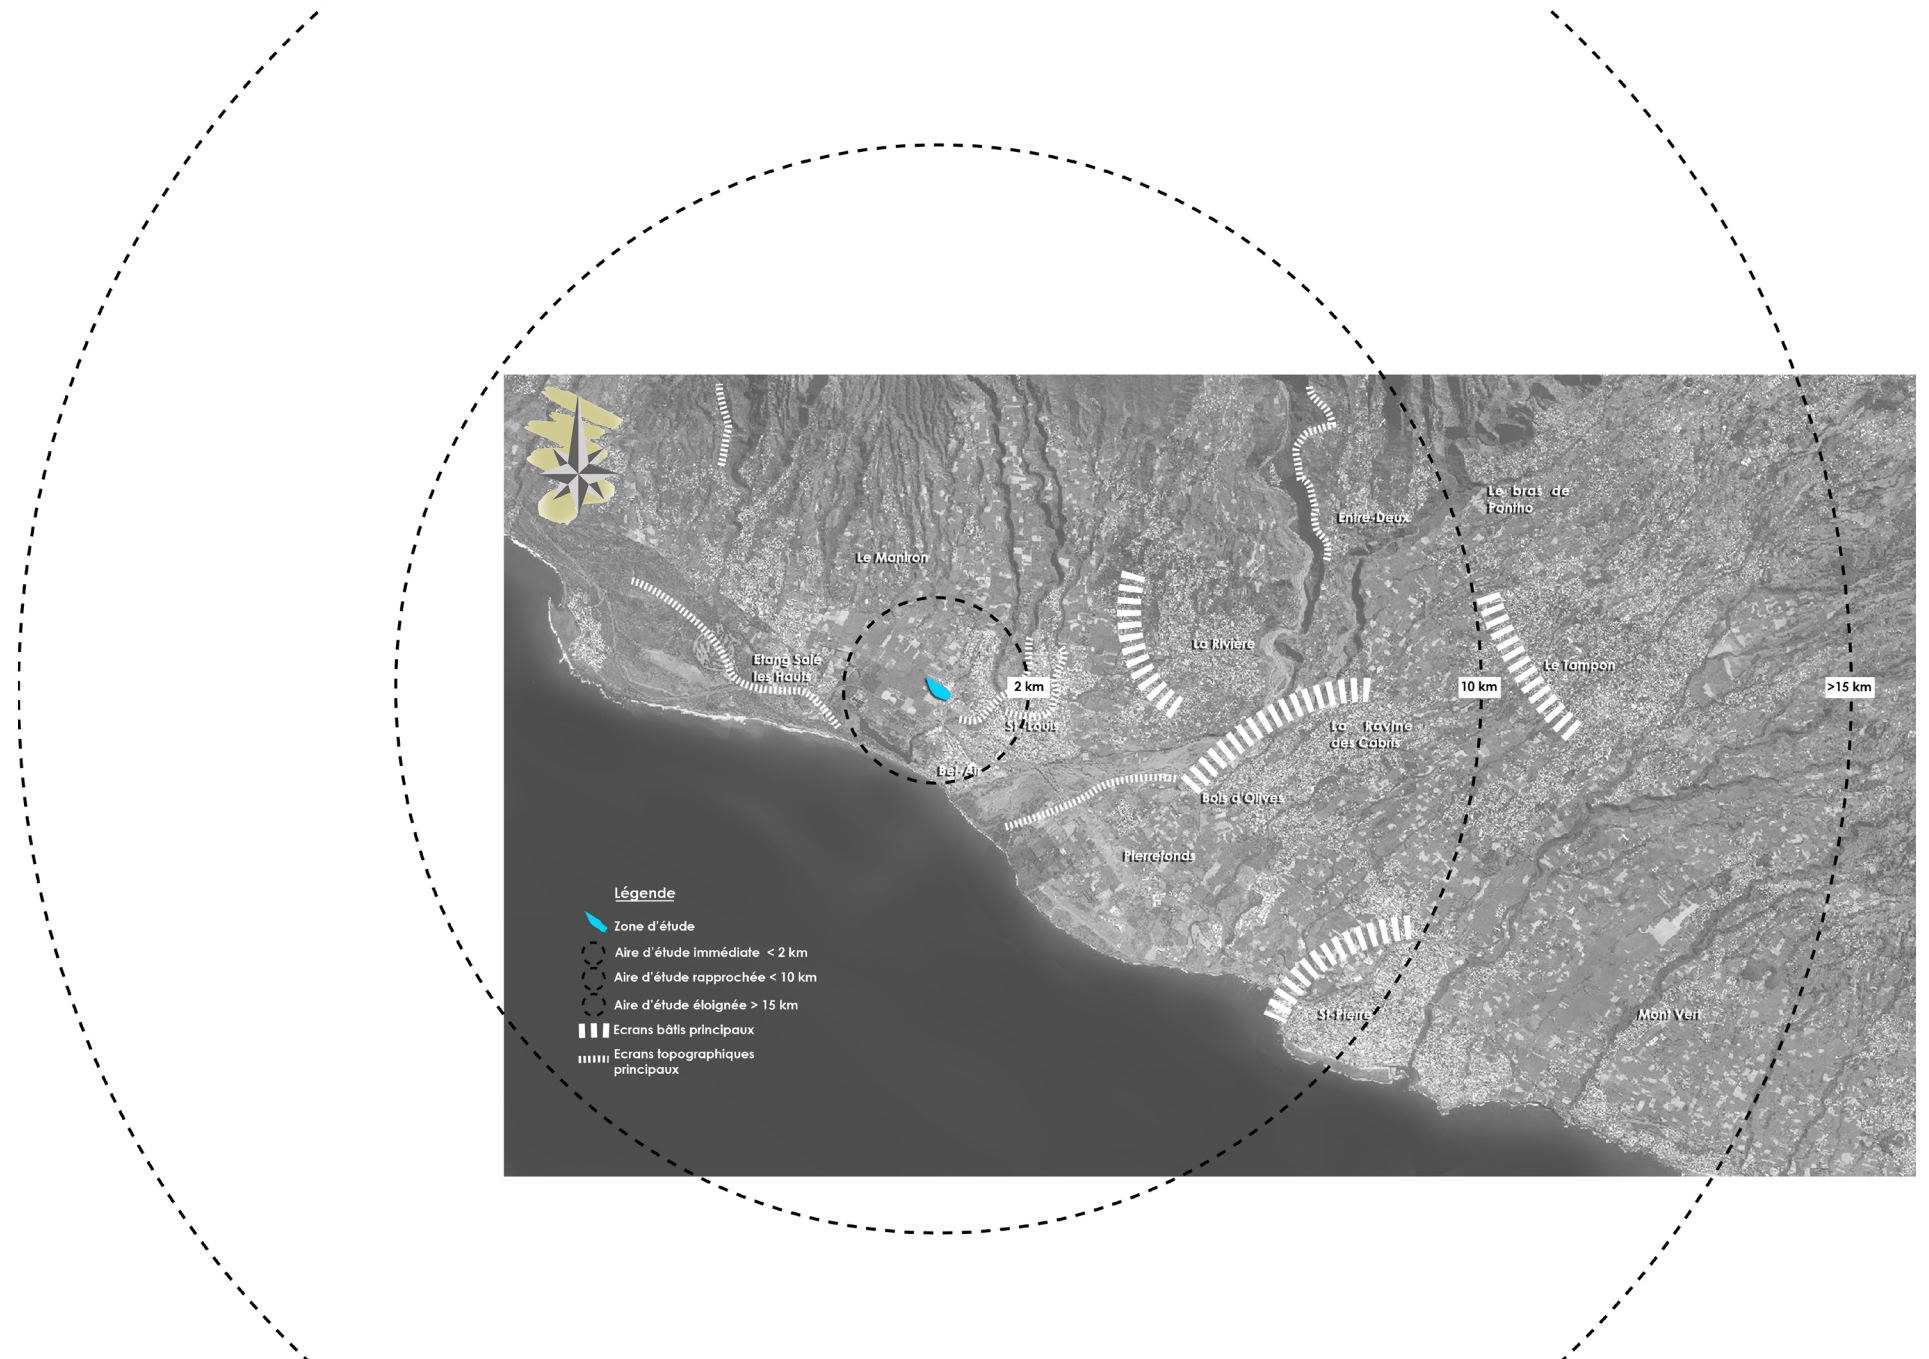 Le bras de
Pontho
Entre-Deux
Le Maniron
La Rivière
Etang Salé
les Hauts
Le Tampon
2 km
10 km
>15 km
St-Louis
La Ravine
des Cabris
Bel-Air
Bois d'Olives
Pierrefonds
Légende
Zone d'étude
Aire d'étude immédiate < 2 km
Aire d'étude rapprochée < 10 km
Aire d'étude éloignée > 15 km
Ecrans bâtis principaux
Ecrans topographiques
principaux
St-Pierre
Mont Vert